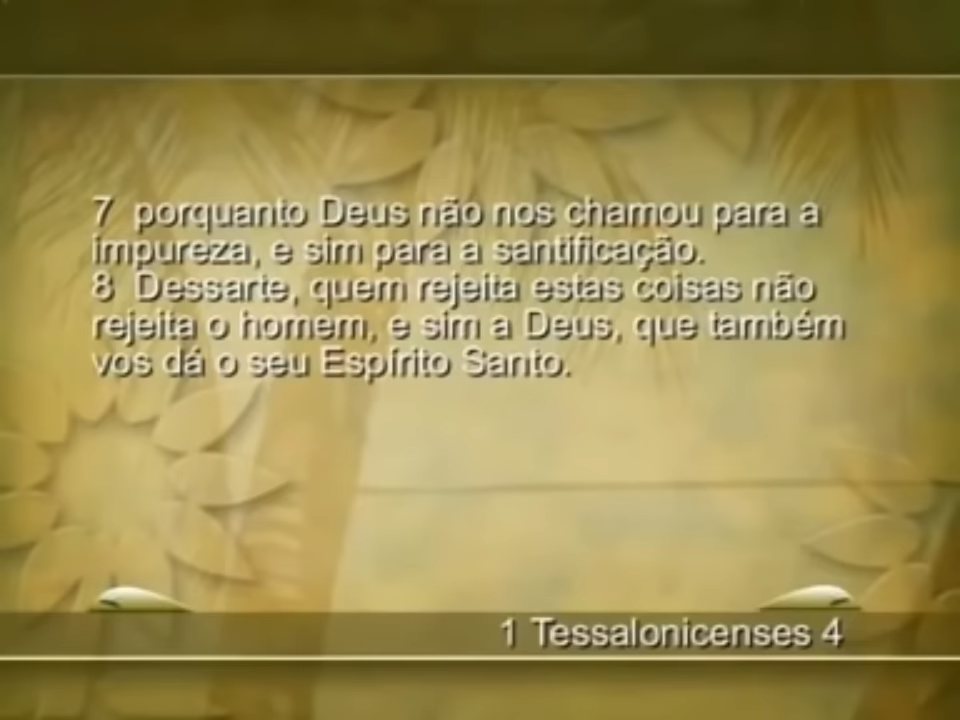 7 porquanto Deus não nos chamou para a
impureza, e sim para a santificação.
8 Dessarte, quem rejeita estas coisas não
rejeita o homem, e sim a Deus, que também
vos dá o seu Espírito Santo.
1 Tessalonicenses 4